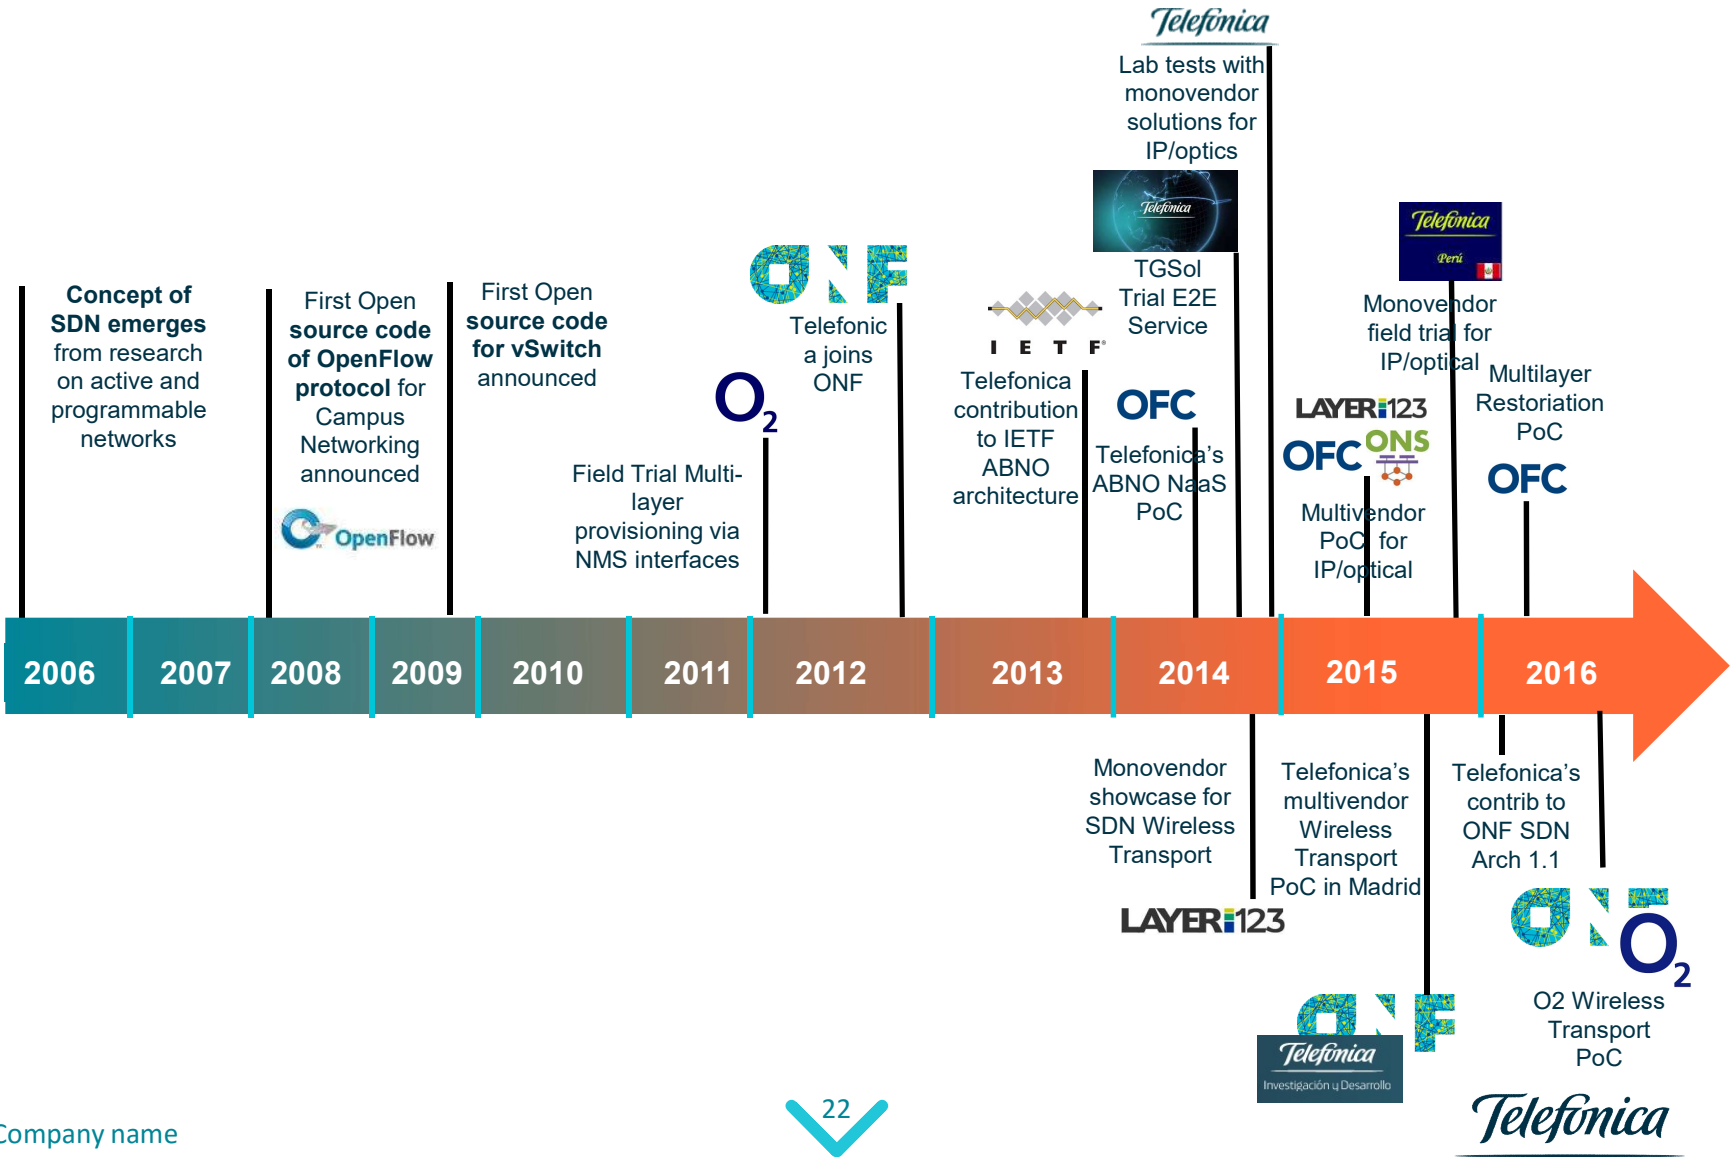 Telefónica
Lab tests with
monovendor
solutions for
IP/optics
Telefónica
TGSol
Trial E2E
Service
Telefónica
Perú
Monovendor
field trial for
IP/optical
Concept of
SDN emerges
from research
on active and
programmable
networks
First Open
source code
of OpenFlow
protocol for
Campus
Networking
announced
OpenFlow
First Open
source code
for vSwitch
announced
O2
Field Trial Multi-
layer
provisioning via
NMS interfaces
ONF
Telefonic
a joins
ONF
IETF®
Telefonica
contribution
to IETF
ABNO
architecture
OFC
Telefonica’s
ABNO NaaS
PoC
LAYER123
OFC
ONS
Multivendor
PoC for
IP/optical
Multilayer
Restoriation
PoC
OFC
2006
2007
2008
2009
2010
2011
2012
2013
2014
2015
2016
Monovendor
showcase for
SDN Wireless
Transport
LAYER123
Telefonica’s
multivendor
Wireless
Transport
PoC in Madrid
ONF
Telefónica
Investigación y Desarrollo
Telefonica’s
contrib to
ONF SDN
Arch 1.1
ONF
O2
O2 Wireless
Transport
PoC
Company name
22
Telefónica